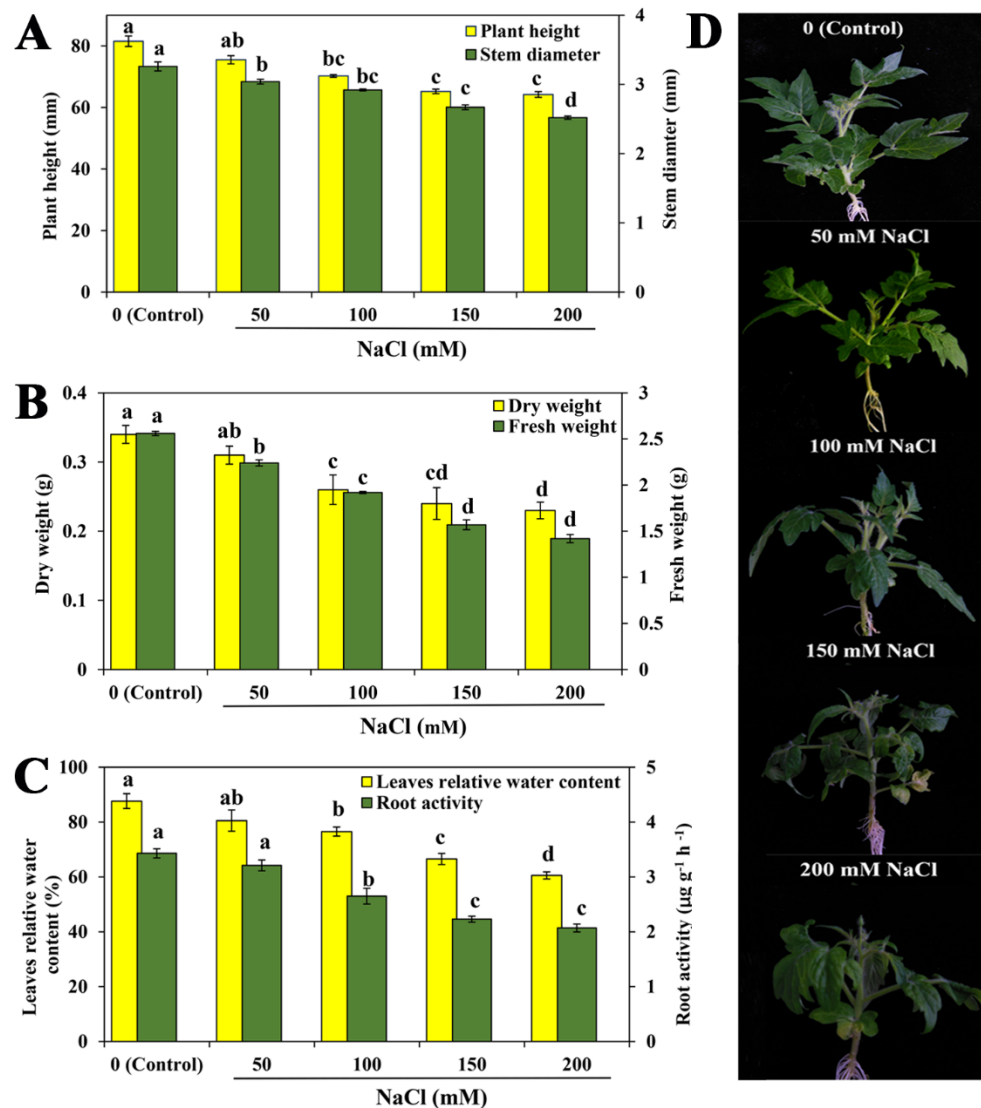 A
a
a
ab
b
bc
bc
c
c
c
d
Plant height
Stem diameter
80
60
40
20
0
4
3
2
1
0
Plant height (mm)
Stem diamter (mm)
0 (Control)
50
100
150
200
NaCl (mM)
B
a
a
ab
b
c
c
cd
d
d
d
Dry weight
Fresh weight
0.4
0.3
0.2
0.1
0
3
2.5
2
1.5
1
0.5
0
Dry weight (g)
Fresh weight (g)
0 (Control)
50
100
150
200
NaCl (mM)
C
a
a
ab
a
b
b
c
c
d
c
Leaves relative water content
Root activity
100
80
60
40
20
0
5
4
3
2
1
0
Leaves relative water
content (%)
Root activity (µg g⁻¹ h⁻¹)
0 (Control)
50
100
150
200
NaCl (mM)
D
0 (Control)
50 mM NaCl
100 mM NaCl
150 mM NaCl
200 mM NaCl